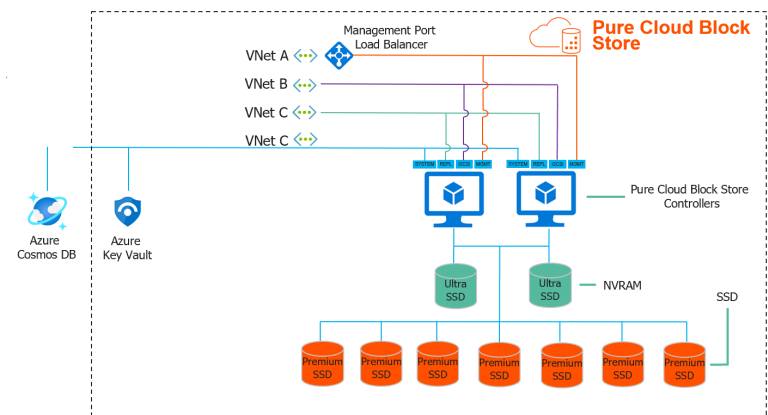 Pure Cloud Block
Store
Management Port
Load Balancer
VNet A
VNet B
VNet C
VNet C
SYSTEM REPL ISCSI MGMT
SYSTEM REPL ISCSI MGMT
Pure Cloud Block Store
Controllers
Azure
Cosmos DB
Azure
Key Vault
Ultra
SSD
Ultra
SSD
NVRAM
SSD
Premium
SSD
Premium
SSD
Premium
SSD
Premium
SSD
Premium
SSD
Premium
SSD
Premium
SSD